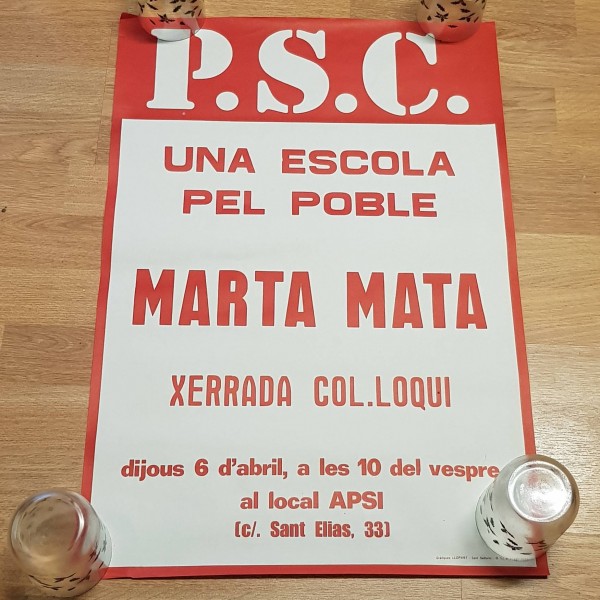 P.S.C.
UNA ESCOLA
PEL POBLE
MARTA MATA
XERRADA COL.LOQUI
dijous 6 d'abril, a les 10 del vespre
al local APSI
(c/. Sant Elias, 33)